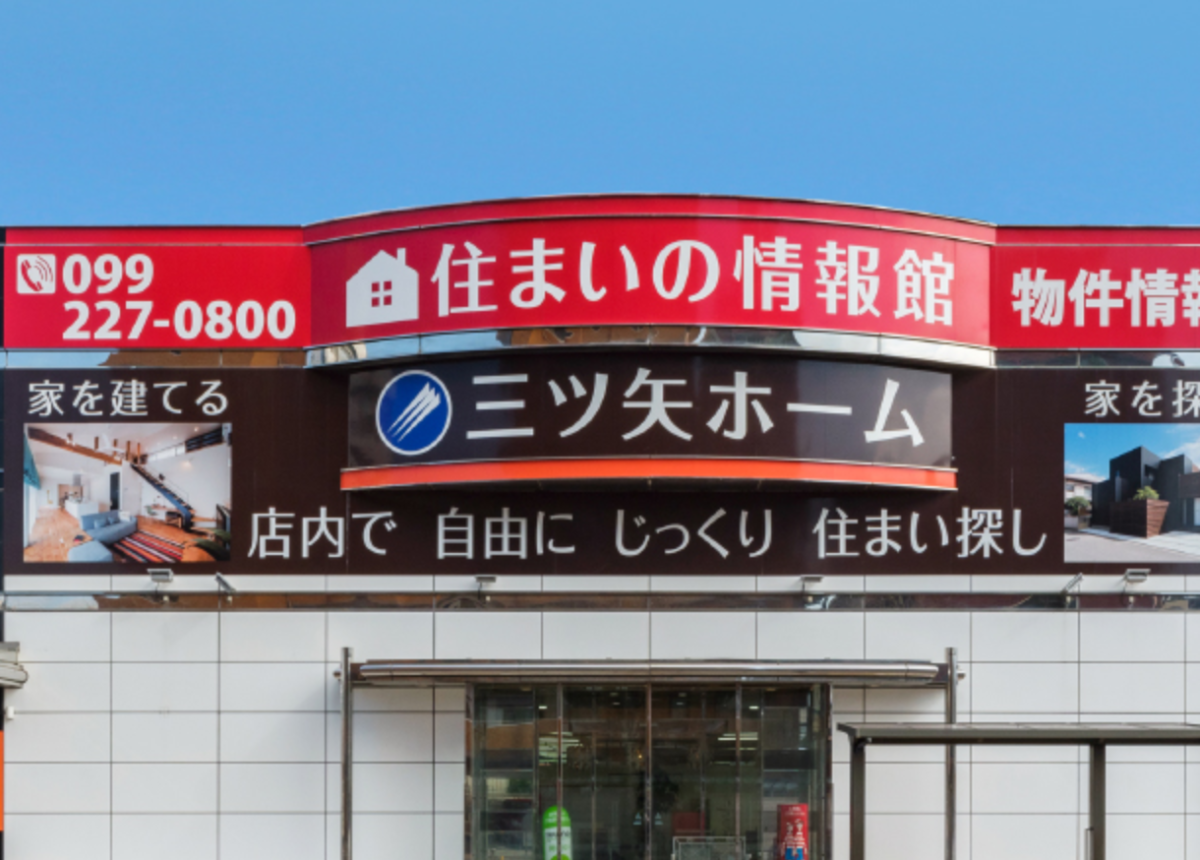 099
227-0800
住まいの情報館
物件情報
家を建てる
三ツ矢ホーム
家を探
店内で 自由に じっくり 住まい探し